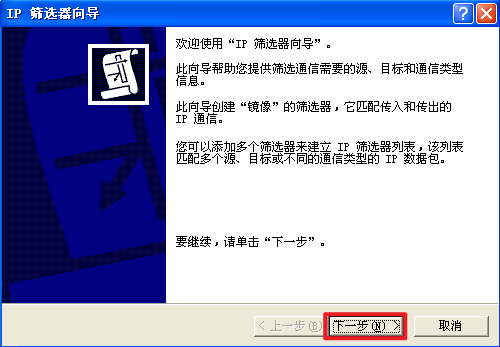 IP 筛选器向导
欢迎使用“IP 筛选器向导”。
此向导帮助您提供筛选通信需要的源、目标和通信类型
信息。
此向导创建“镜像”的筛选器，它匹配传入和传出的
IP 通信。
您可以添加多个筛选器来建立 IP 筛选器列表，该列表
匹配多个源、目标或不同的通信类型的 IP 数据包。
要继续，请单击“下一步”。
< 上一步(B) 下一步(N) > 取消